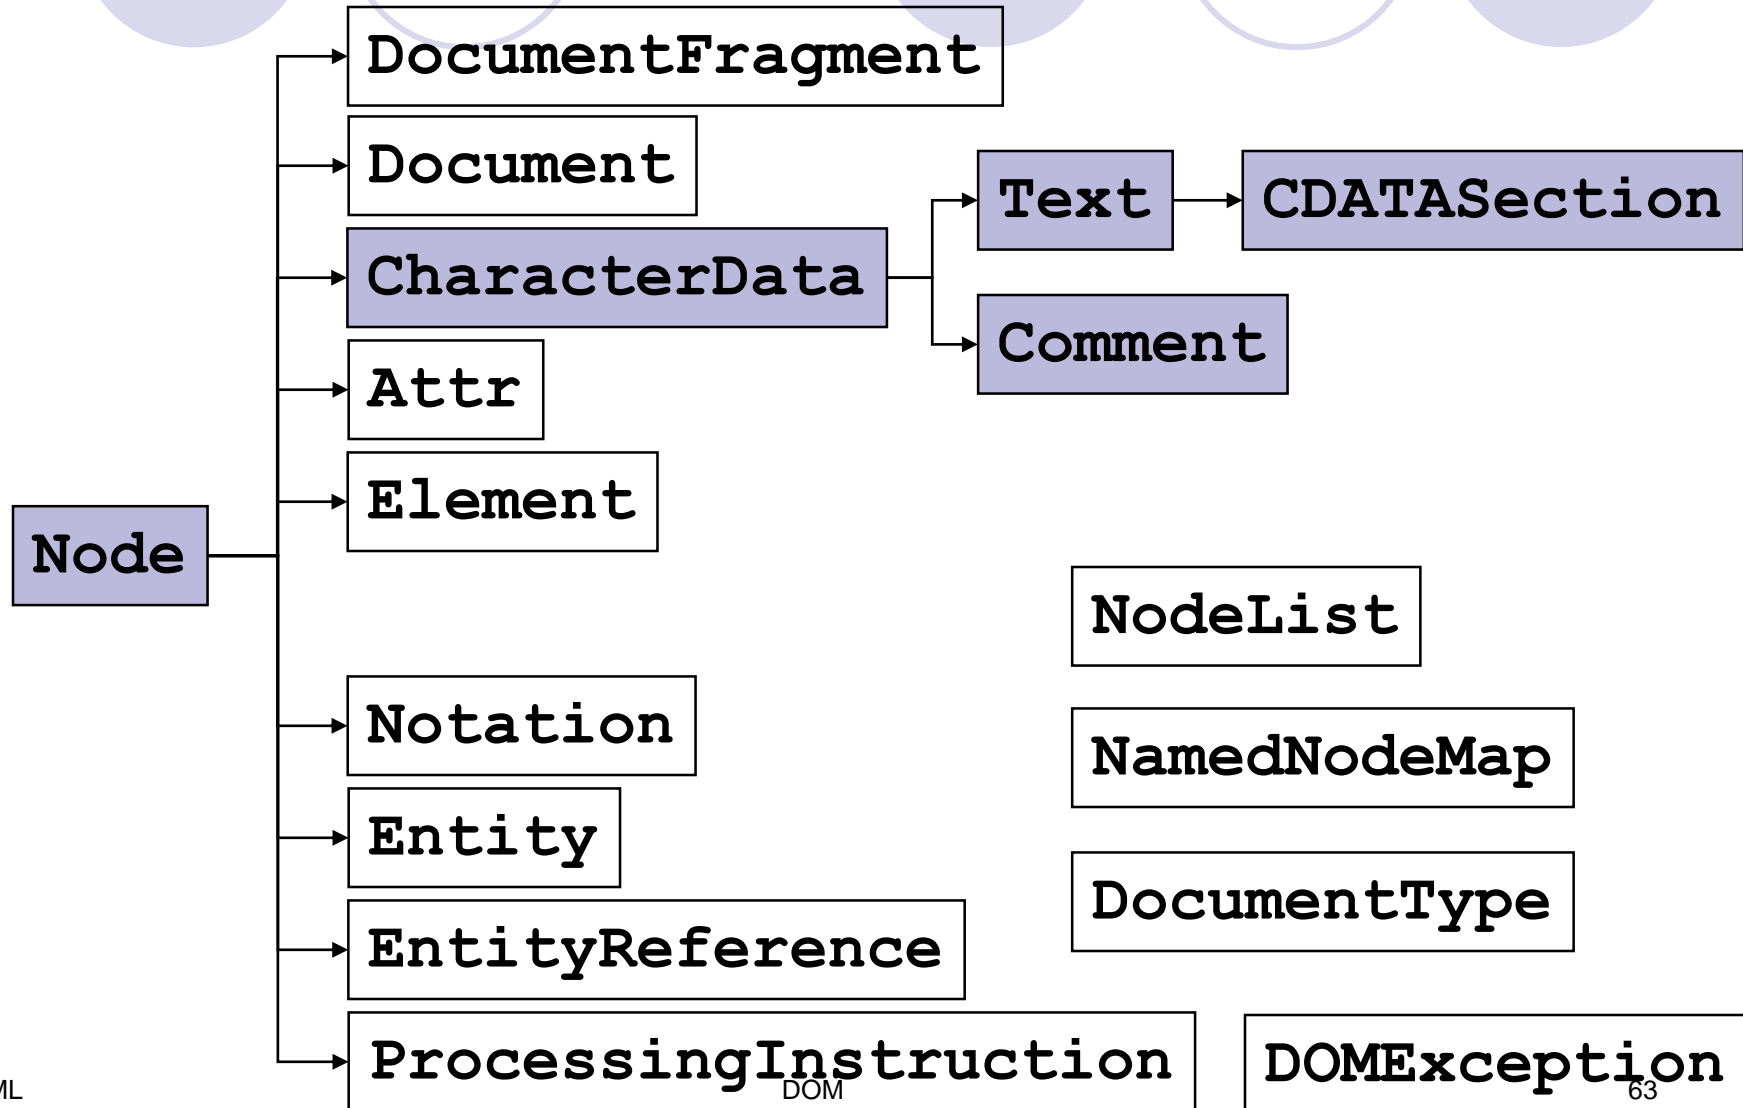 DocumentFragment
Document
Text
CDATASection
CharacterData
Comment
Attr
Element
Node
NodeList
Notation
NamedNodeMap
Entity
DocumentType
EntityReference
ProcessingInstruction
DOMException
ML
DOM
63